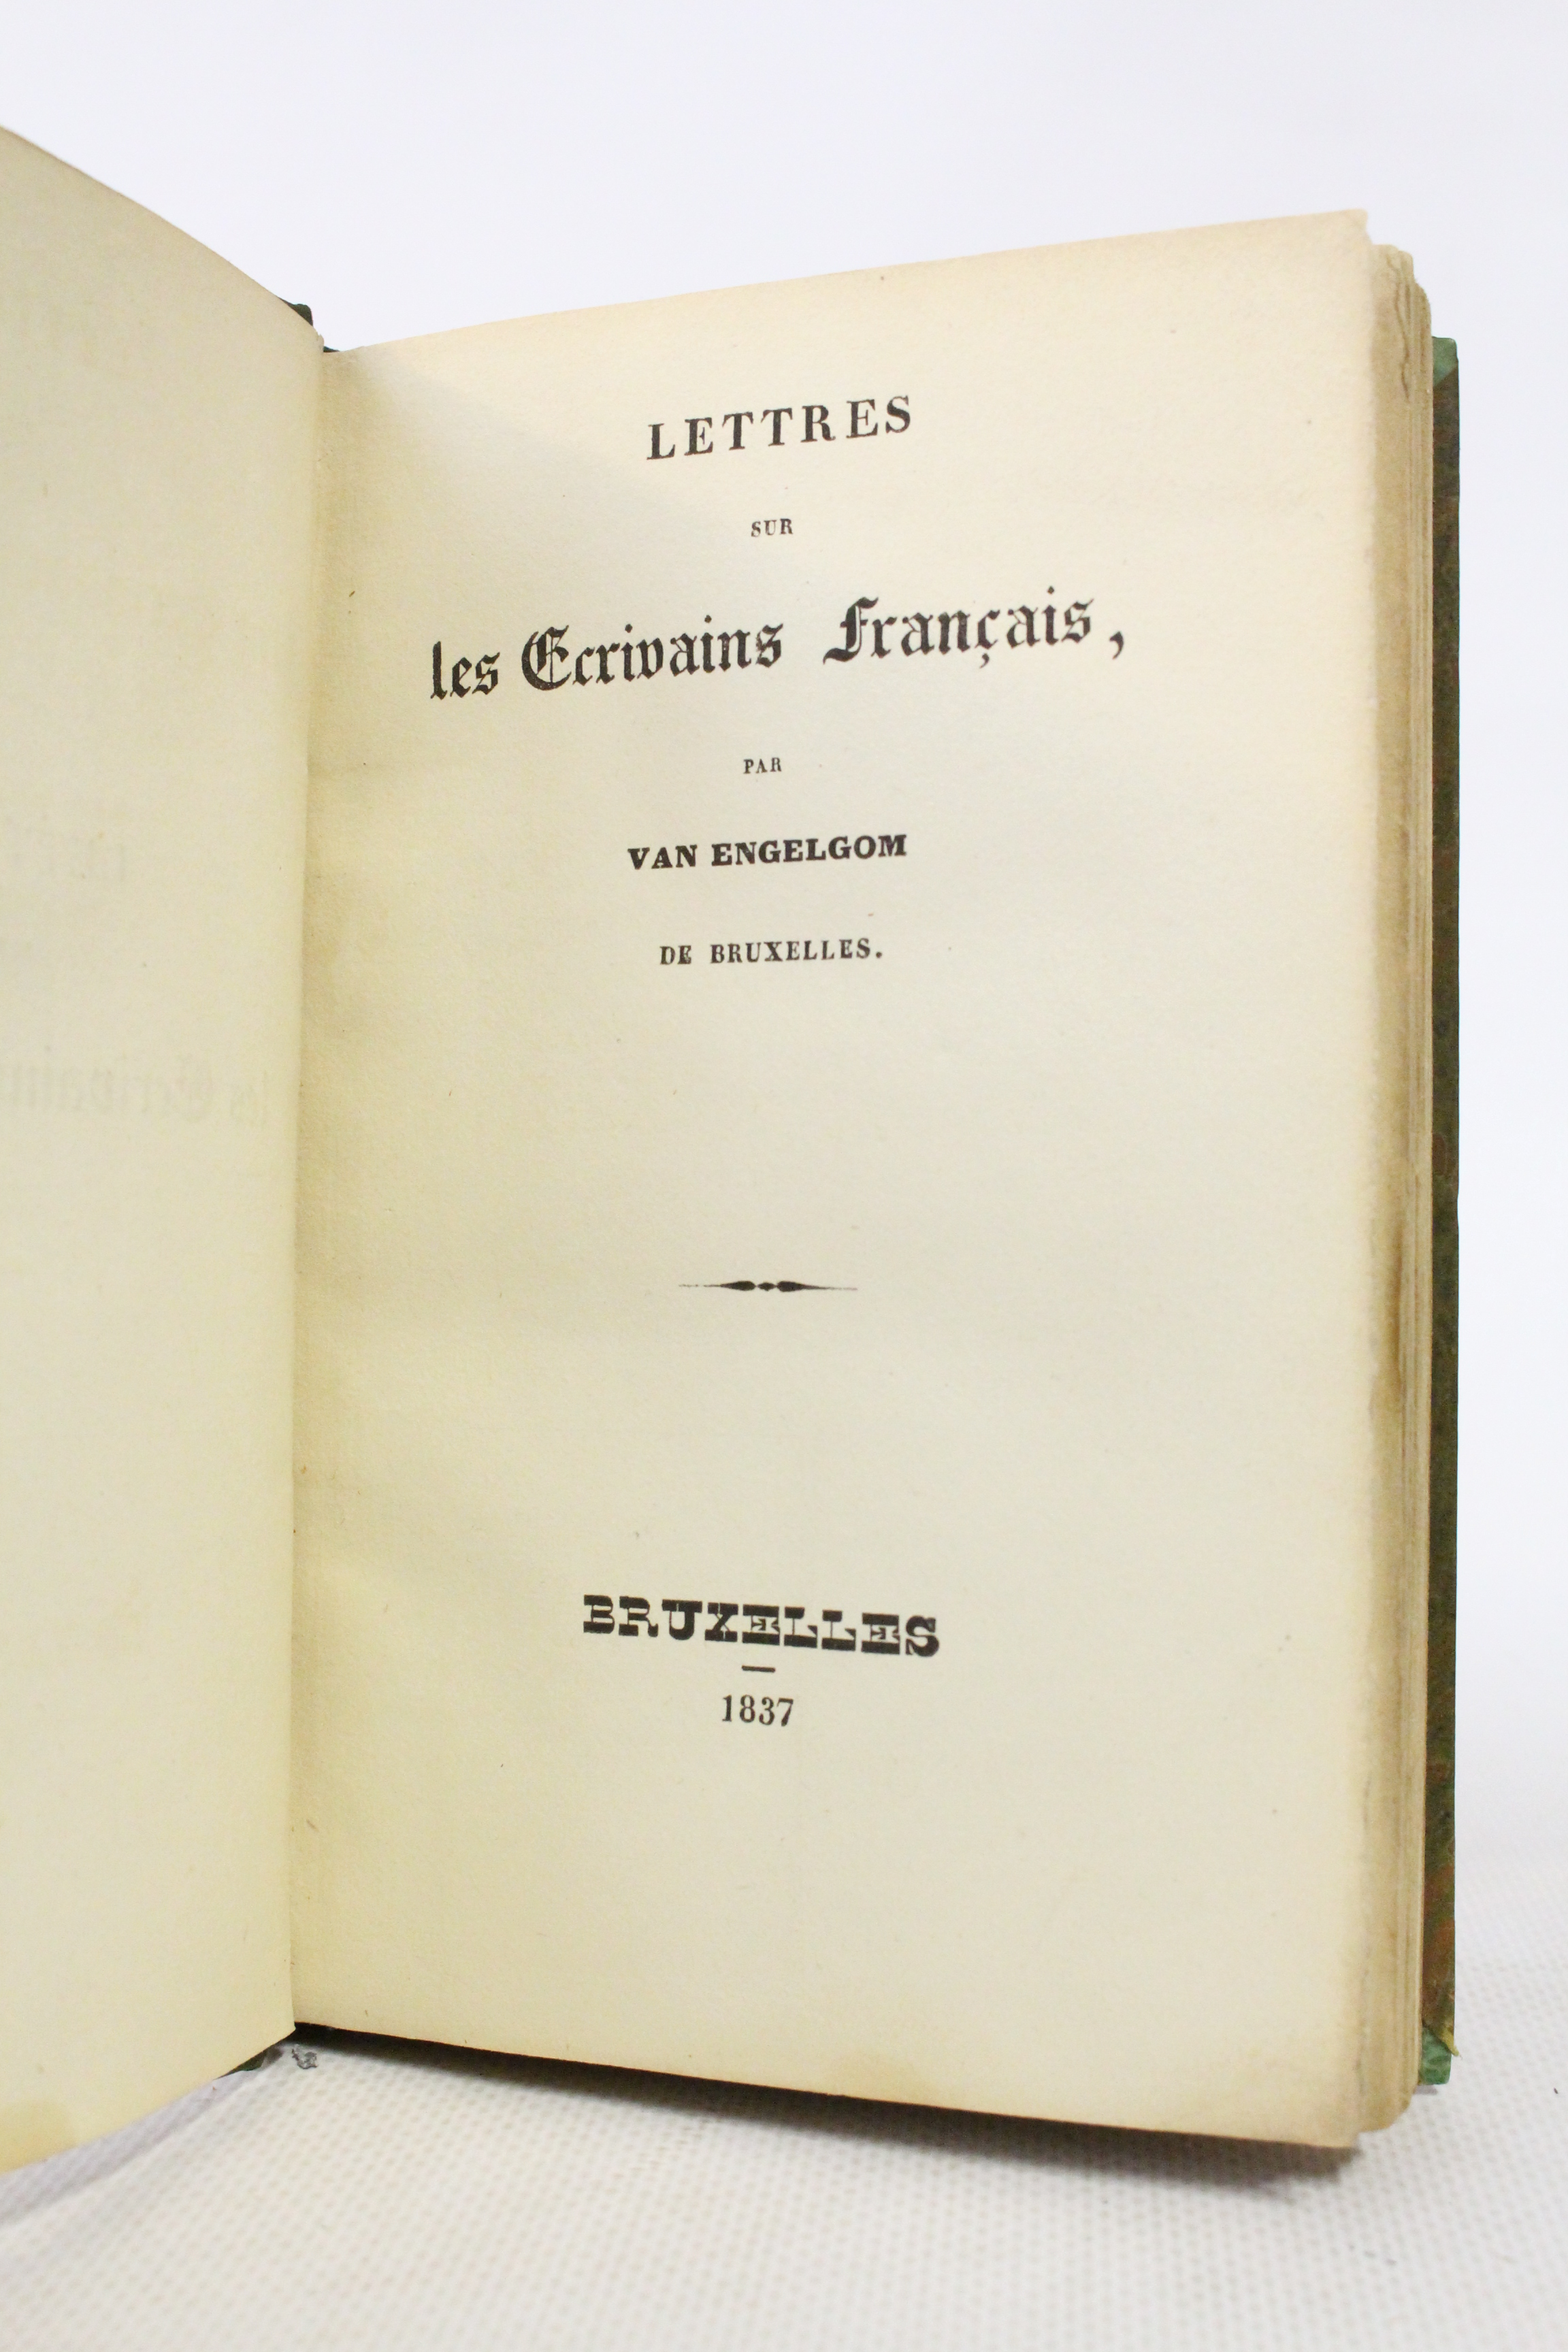 LETTRES
SUR
les Ecrivains Français,
PAR
VAN ENGELGOM
DE BRUXELLES.
BRUXELLES
1837